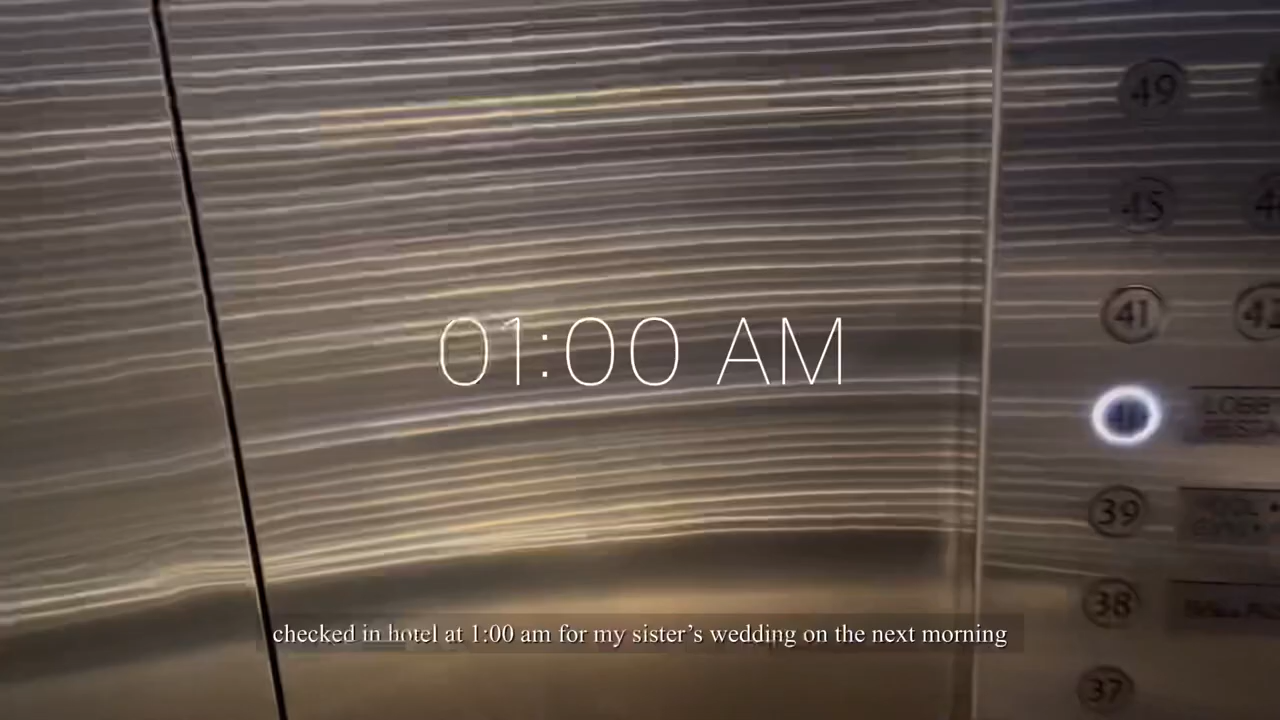 49
45
41
01:00 AM
LOBBY
39
38
checked in hotel at 1:00 am for my sister's wedding on the next morning
37